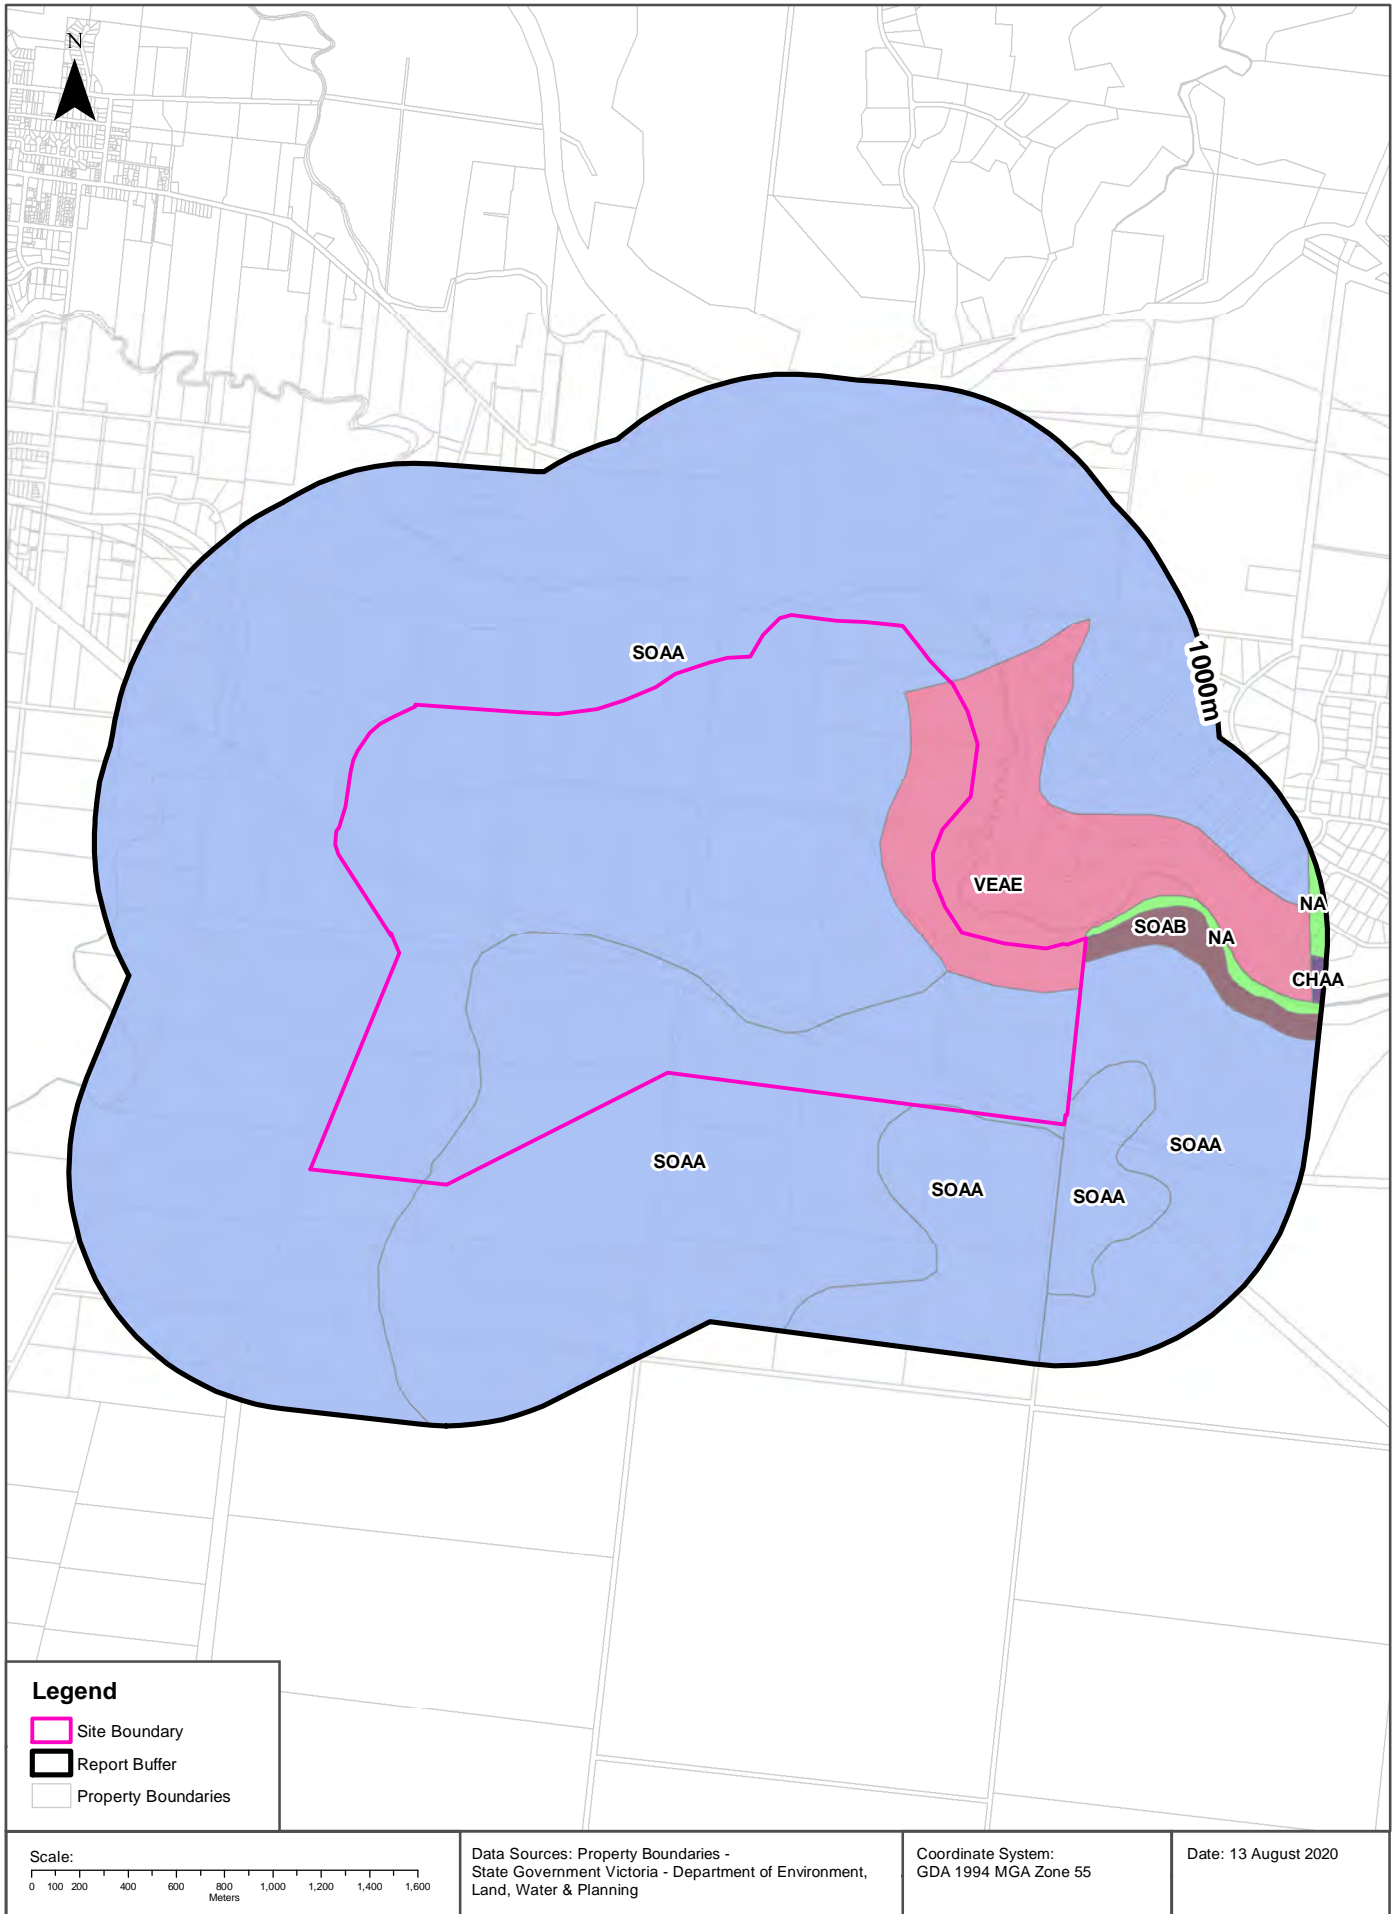 N
SOAA
1000m
VEAE
NA
SOAB
NA
CHAA
SOAA
SOAA
SOAA
SOAA
Legend
Site Boundary
Report Buffer
Property Boundaries
Scale:
0 100 200 400 600 800 1,000 1,200 1,400 1,600
Meters
Data Sources: Property Boundaries -
State Government Victoria - Department of Environment,
Land, Water & Planning
Coordinate System:
GDA 1994 MGA Zone 55
Date: 13 August 2020